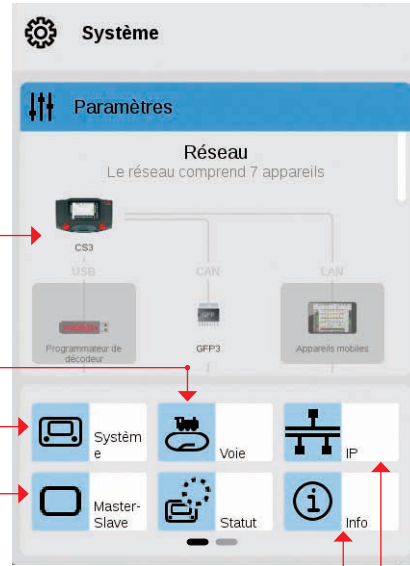 Système
Paramètres
Réseau
Le réseau comprend 7 appareils
CS3
USB
CAN
LAN
GFP
Programmateur de
décodeur
GFP3
Appareils mobiles
Systèm
e
Voie
IP
Master-
Slave
Statut
Info